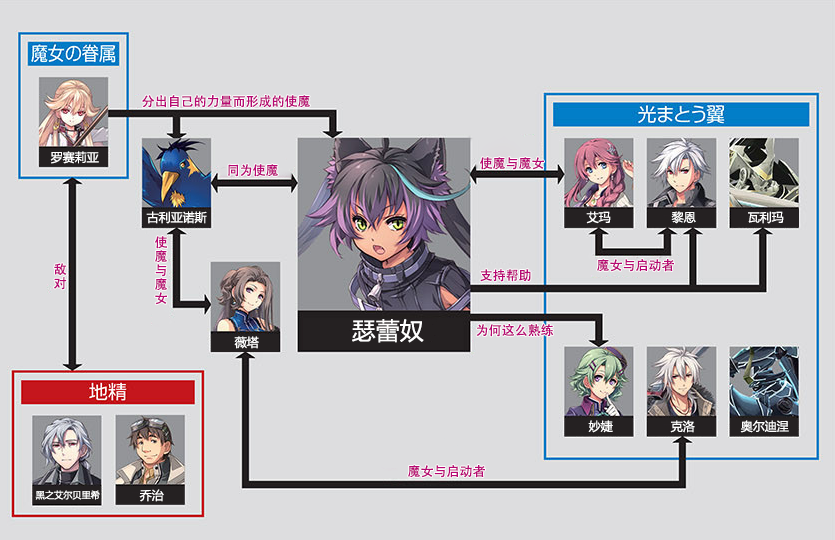 魔女の眷属
罗赛莉亚
分出自己的力量而形成的使魔
古利亚诺斯
同为使魔
使魔与魔女
薇塔
瑟蕾奴
光まとう翼
使魔与魔女
艾玛
黎恩
瓦利玛
魔女与启动者
支持帮助
为何这么熟练
妙婕
克洛
奥尔迪涅
魔女与启动者
敌对
地精
黑之艾尔贝里希
乔治